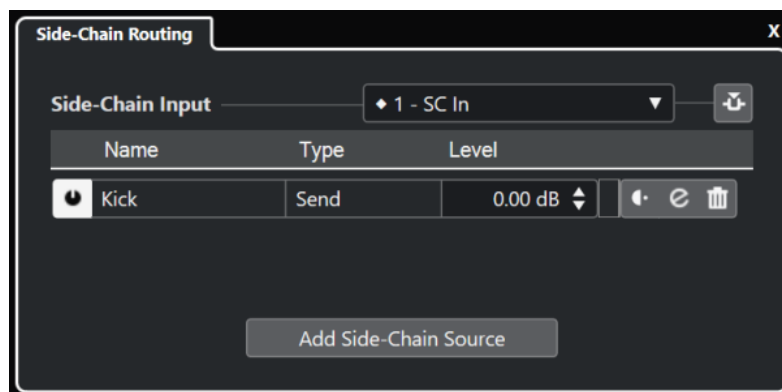 Side-Chain Routing X
Side-Chain Input 1 - SC In
Name Type Level
Kick Send 0.00 dB
Add Side-Chain Source